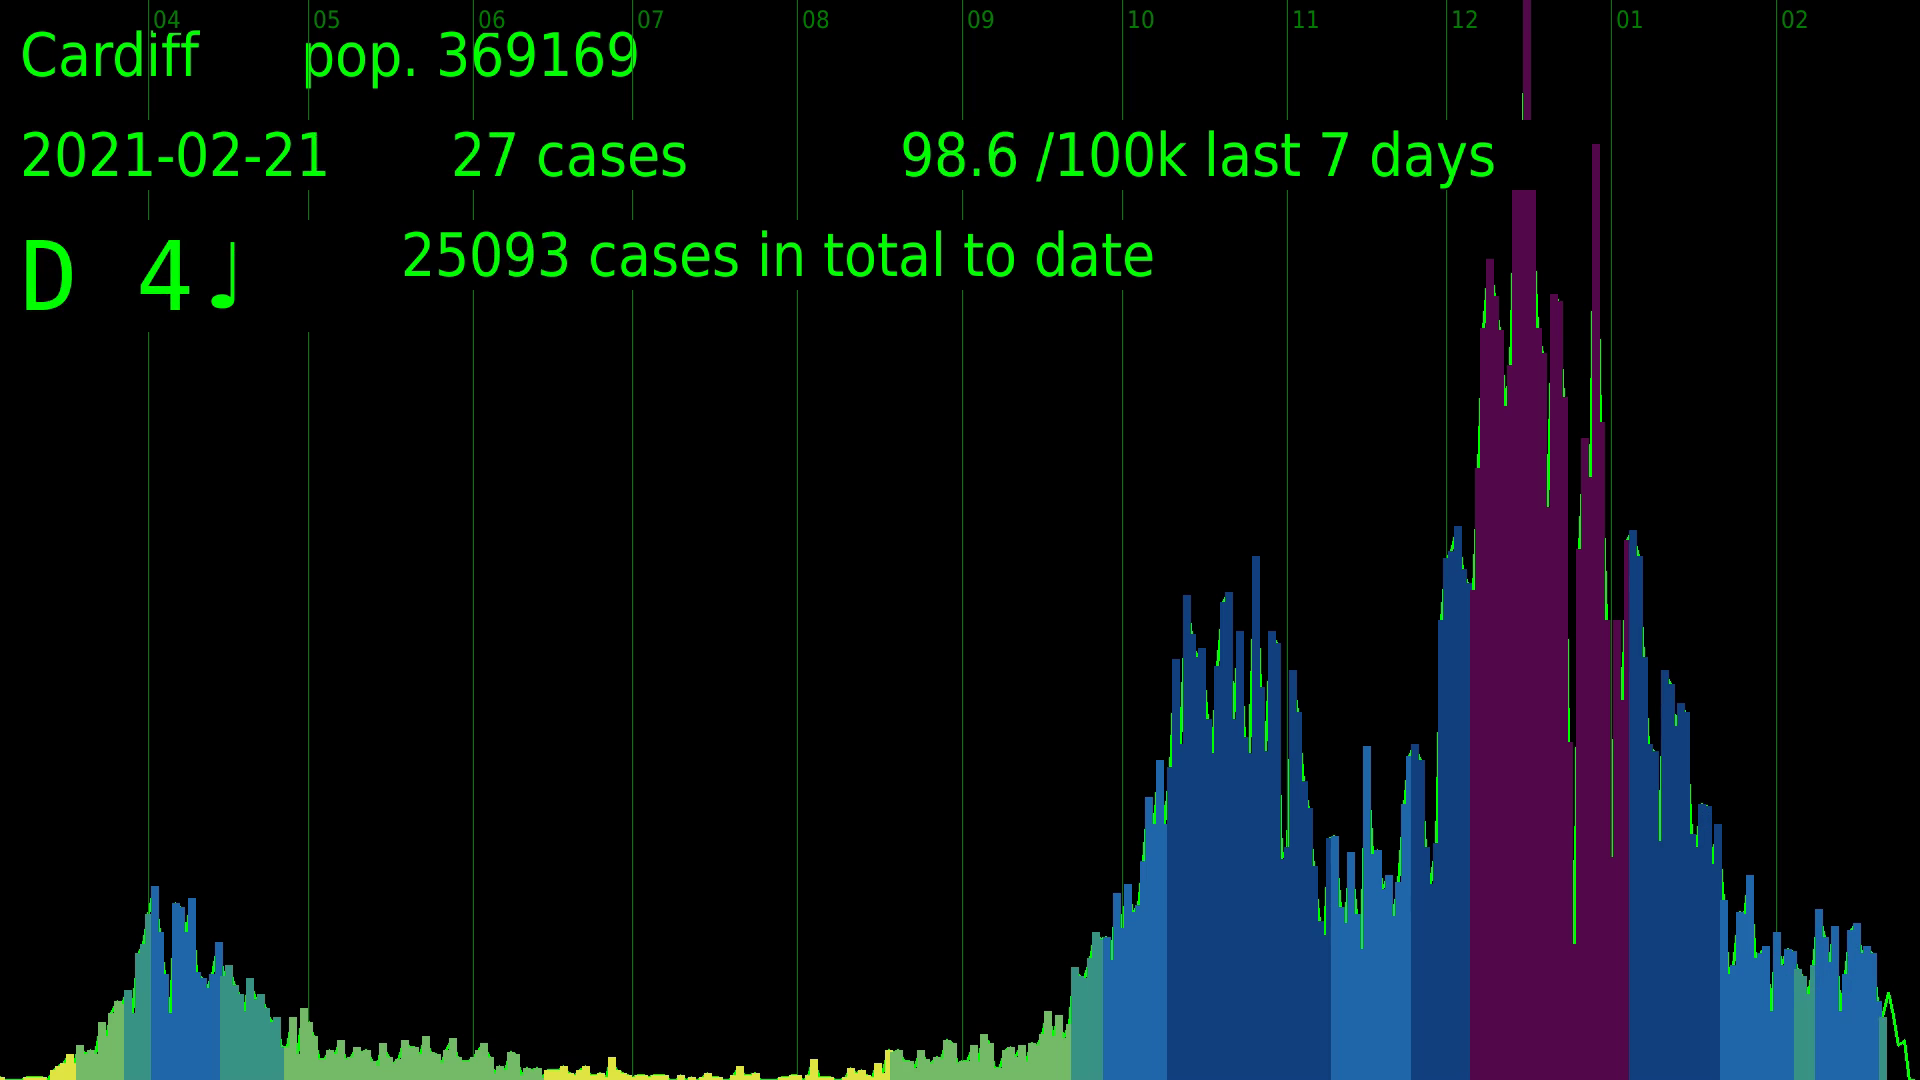 04 05 06 07 08 09 10 11 12 01 02
Cardiff pop. 369169
2021-02-21 27 cases 98.6 /100k last 7 days
D 4♩ 25093 cases in total to date